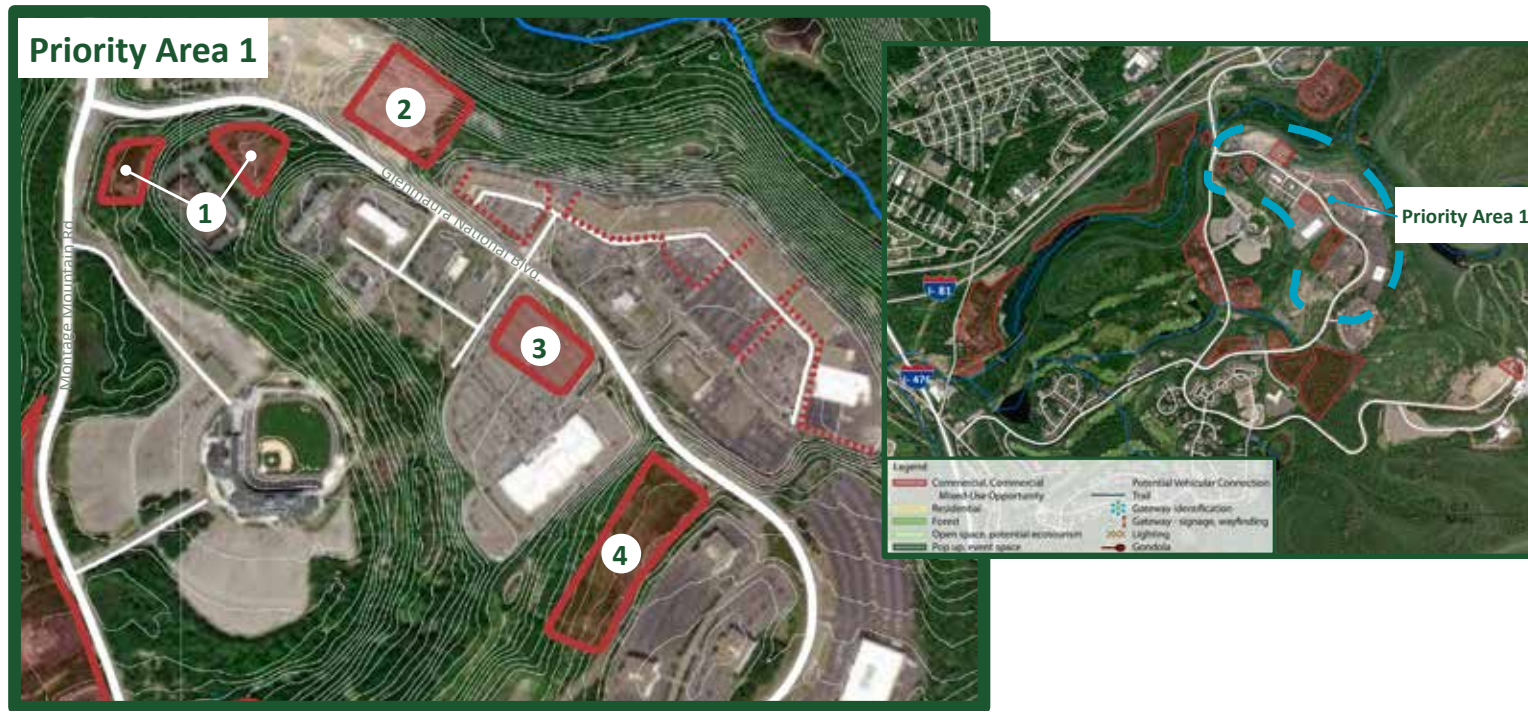 Priority Area 1
2
1
Glenmaura National Blvd.
Montage Mountain Rd
3
4
Priority Area 1
I- 81
I- 476
Legend
Commercial, Commercial
Mixed-Use Opportunity
Residential
Forest
Open space, potential ecotourism
Pop up, event space
Potential Vehicular Connection
Trail
Gateway identification
Gateway - signage, wayfinding
Lighting
Gondola